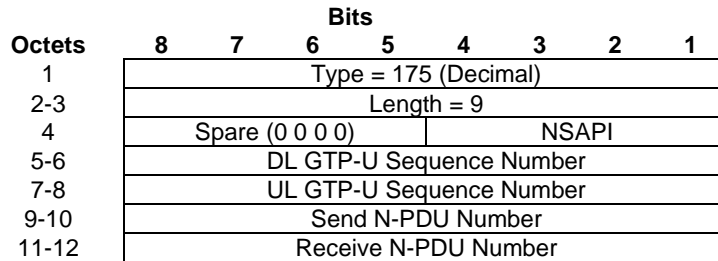 Bits
Octets 8 7 6 5 4 3 2 1
1 Type = 175 (Decimal)
2-3 Length = 9
4 Spare (0 0 0 0) NSAPI
5-6 DL GTP-U Sequence Number
7-8 UL GTP-U Sequence Number
9-10 Send N-PDU Number
11-12 Receive N-PDU Number